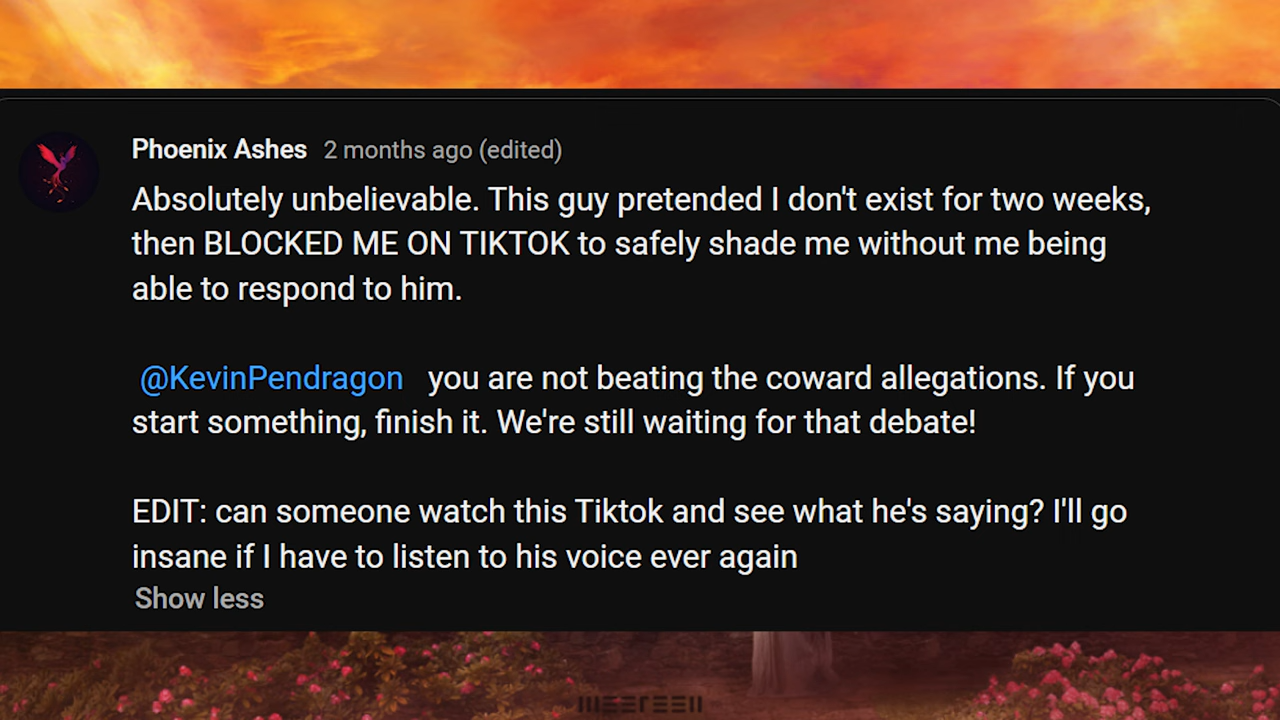 Phoenix Ashes 2 months ago (edited)
Absolutely unbelievable. This guy pretended I don't exist for two weeks,
then BLOCKED ME ON TIKTOK to safely shade me without me being
able to respond to him.
@KevinPendragon you are not beating the coward allegations. If you
start something, finish it. We're still waiting for that debate!
EDIT: can someone watch this Tiktok and see what he's saying? I'll go
insane if I have to listen to his voice ever again
Show less
MEEREEN